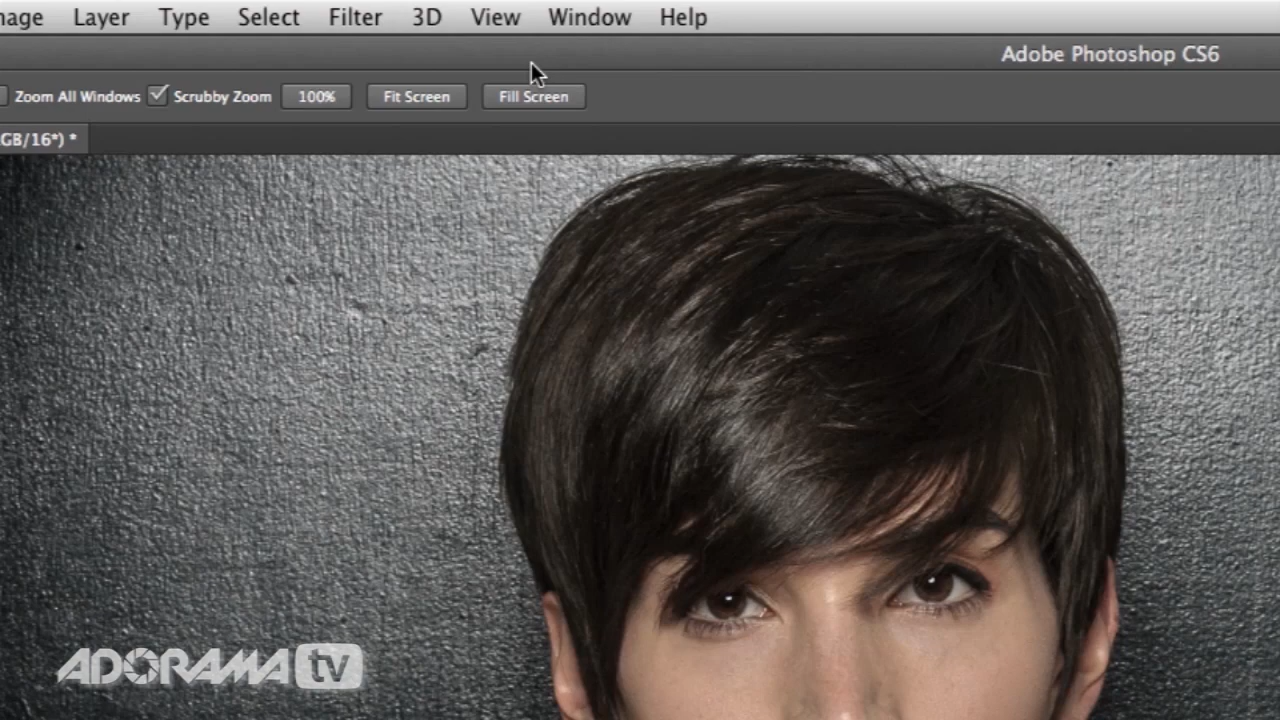 nage Layer Type Select Filter 3D View Window Help
Adobe Photoshop CS6
Zoom All Windows Scrubby Zoom 100% Fit Screen Fill Screen
GB/16*) *
ADORAMA tv